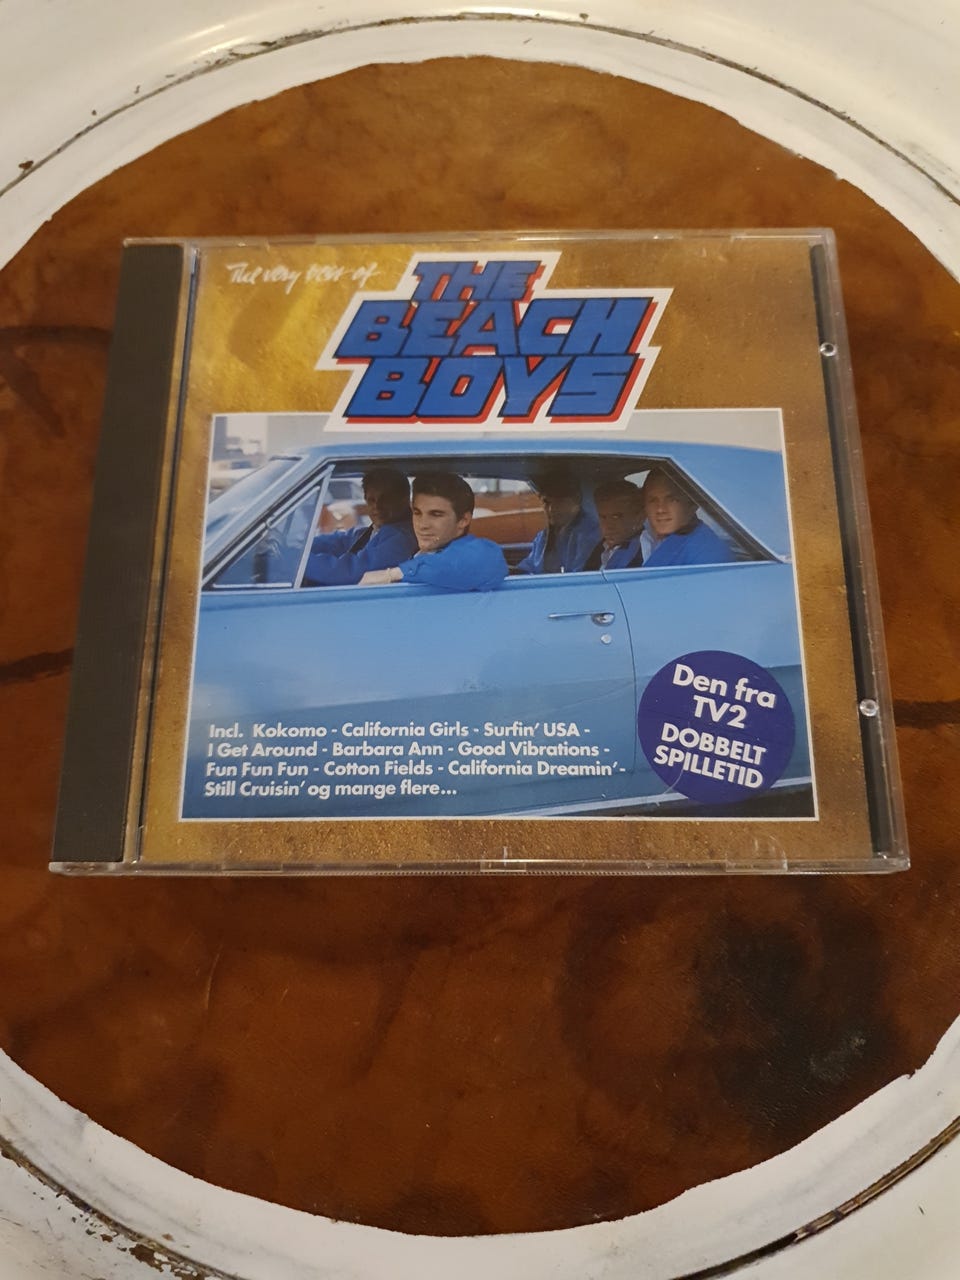 The very best of
THE
BEACH
BOYS
Incl. Kokomo - California Girls - Surfin' USA -
I Get Around - Barbara Ann - Good Vibrations -
Fun Fun Fun - Cotton Fields - California Dreamin' -
Still Cruisin' og mange flere...
Den fra
TV2
DOBBELT
SPILLETID